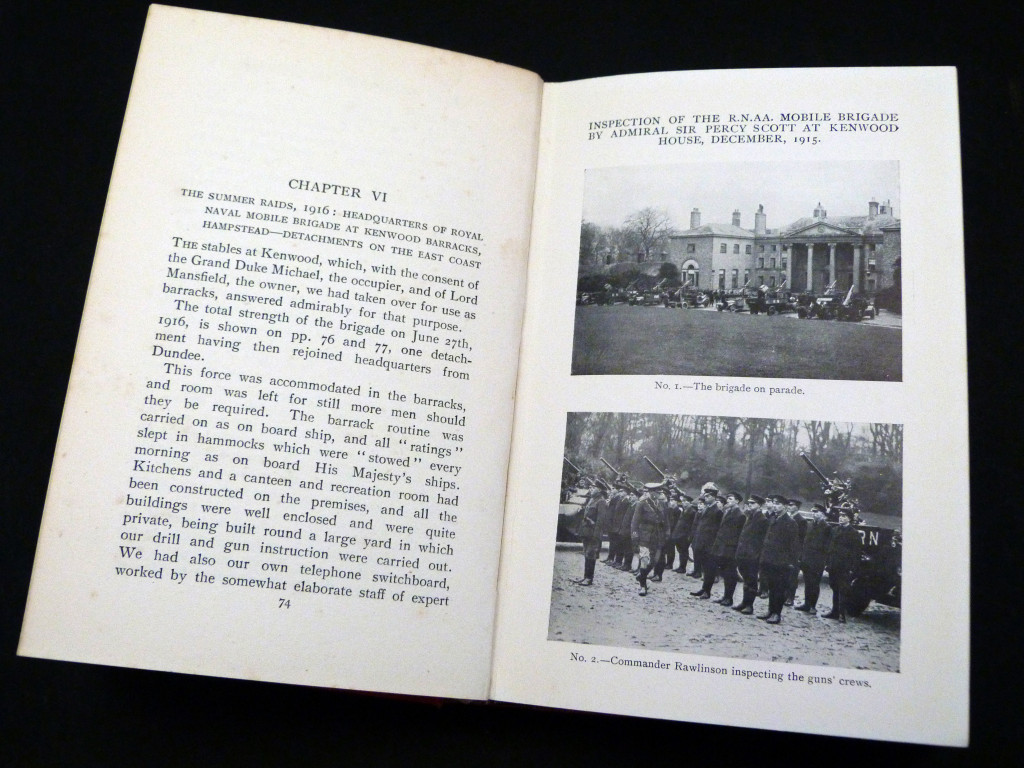 CHAPTER VI
THE SUMMER RAIDS, 1916: HEADQUARTERS OF ROYAL
NAVAL MOBILE BRIGADE AT KENWOOD BARRACKS,
HAMPSTEAD—DETACHMENTS ON THE EAST COAST
THE stables at Kenwood, which, with the consent of
the Grand Duke Michael, the occupier, and of Lord
Mansfield, the owner, we had taken over for use as
barracks, answered admirably for that purpose.
The total strength of the brigade on June 27th,
1916, is shown on pp. 76 and 77, one detach-
ment having then rejoined headquarters from
Dundee.
This force was accommodated in the barracks,
and room was left for still more men should
they be required. The barrack routine was
carried on as on board ship, and all "ratings"
slept in hammocks which were "stowed" every
morning as on board His Majesty's ships.
Kitchens and a canteen and recreation room had
been constructed on the premises, and all the
buildings were well enclosed and were quite
private, being built round a large yard in which
our drill and gun instruction were carried out.
We had also our own telephone switchboard,
worked by the somewhat elaborate staff of expert
74
INSPECTION OF THE R.N.AA. MOBILE BRIGADE
BY ADMIRAL SIR PERCY SCOTT AT KENWOOD
HOUSE, DECEMBER, 1915.
No. 1.—The brigade on parade.
RN
No. 2.—Commander Rawlinson inspecting the guns' crews.